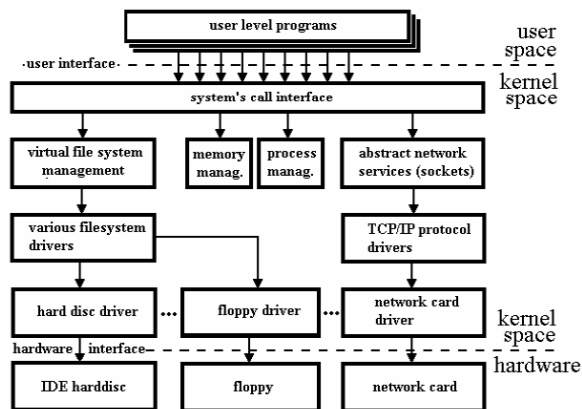 user level programs
user
space
user interface
kernel
space
system's call interface
virtual file system
management
memory
manag.
process
manag.
abstract network
services (sockets)
various filesystem
drivers
TCP/IP protocol
drivers
hard disc driver
...
floppy driver
...
network card
driver
kernel
space
hardware interface
hardware
IDE harddisc
floppy
network card